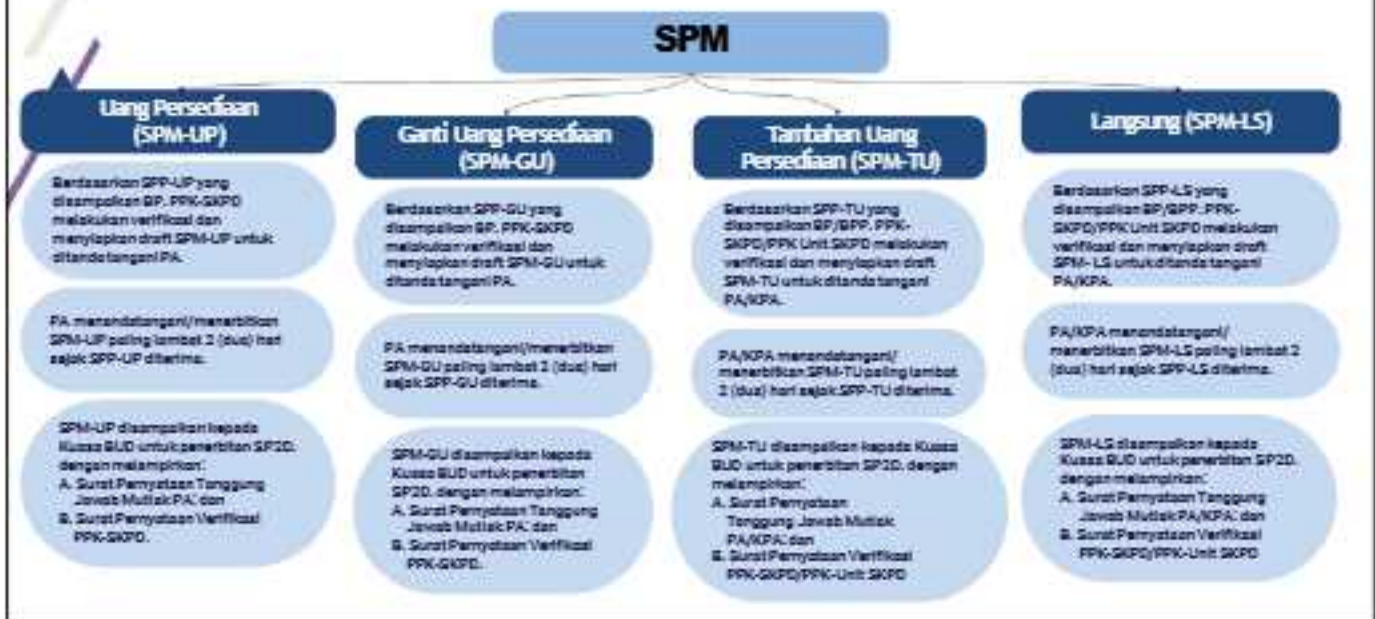 SPM
Uang Persediaan
(SPM-UP)
Berdasarkan SPP-UP yang
disampaikan BP, PPK-SKPD
melakukan verifikasi dan
menyiapkan draft SPM-UP untuk
ditanda tangani PA.
PA menandatangani/menerbitkan
SPM-UP paling lambat 2 (dua) hari
sejak SPP-UP diterima.
SPM-UP disampaikan kepada
Kuasa BUD untuk penerbitan SP2D,
dengan melampirkan:
A. Surat Pernyataan Tanggung
Jawab Mutlak PA; dan
B. Surat Pernyataan Verifikasi
PPK-SKPD.
Ganti Uang Persediaan
(SPM-GU)
Berdasarkan SPP-GU yang
disampaikan BP, PPK-SKPD
melakukan verifikasi dan
menyiapkan draft SPM-GU untuk
ditanda tangani PA.
PA menandatangani/menerbitkan
SPM-GU paling lambat 2 (dua) hari
sejak SPP-GU diterima.
SPM-GU disampaikan kepada
Kuasa BUD untuk penerbitan
SP2D, dengan melampirkan:
A. Surat Pernyataan Tanggung
Jawab Mutlak PA; dan
B. Surat Pernyataan Verifikasi
PPK-SKPD.
Tambahan Uang
Persediaan (SPM-TU)
Berdasarkan SPP-TU yang
disampaikan BP/BPP, PPK-
SKPD/PPK Unit SKPD melakukan
verifikasi dan menyiapkan draft
SPM-TU untuk ditanda tangani
PA/KPA.
PA/KPA menandatangani/
menerbitkan SPM-TU paling lambat
2 (dua) hari sejak SPP-TU diterima.
SPM-TU disampaikan kepada Kuasa
BUD untuk penerbitan SP2D, dengan
melampirkan:
A. Surat Pernyataan
Tanggung Jawab Mutlak
PA/KPA; dan
B. Surat Pernyataan Verifikasi
PPK-SKPD/PPK-Unit SKPD
Langsung (SPM-LS)
Berdasarkan SPP-LS yang
disampaikan BP/BPP, PPK-
SKPD/PPK Unit SKPD melakukan
verifikasi dan menyiapkan draft
SPM- LS untuk ditanda tangani
PA/KPA.
PA/KPA menandatangani/
menerbitkan SPM-LS paling lambat 2
(dua) hari sejak SPP-LS diterima.
SPM-LS disampaikan kepada
Kuasa BUD untuk penerbitan SP2D,
dengan melampirkan:
A. Surat Pernyataan Tanggung
Jawab Mutlak PA/KPA; dan
B. Surat Pernyataan Verifikasi
PPK-SKPD/PPK-Unit SKPD